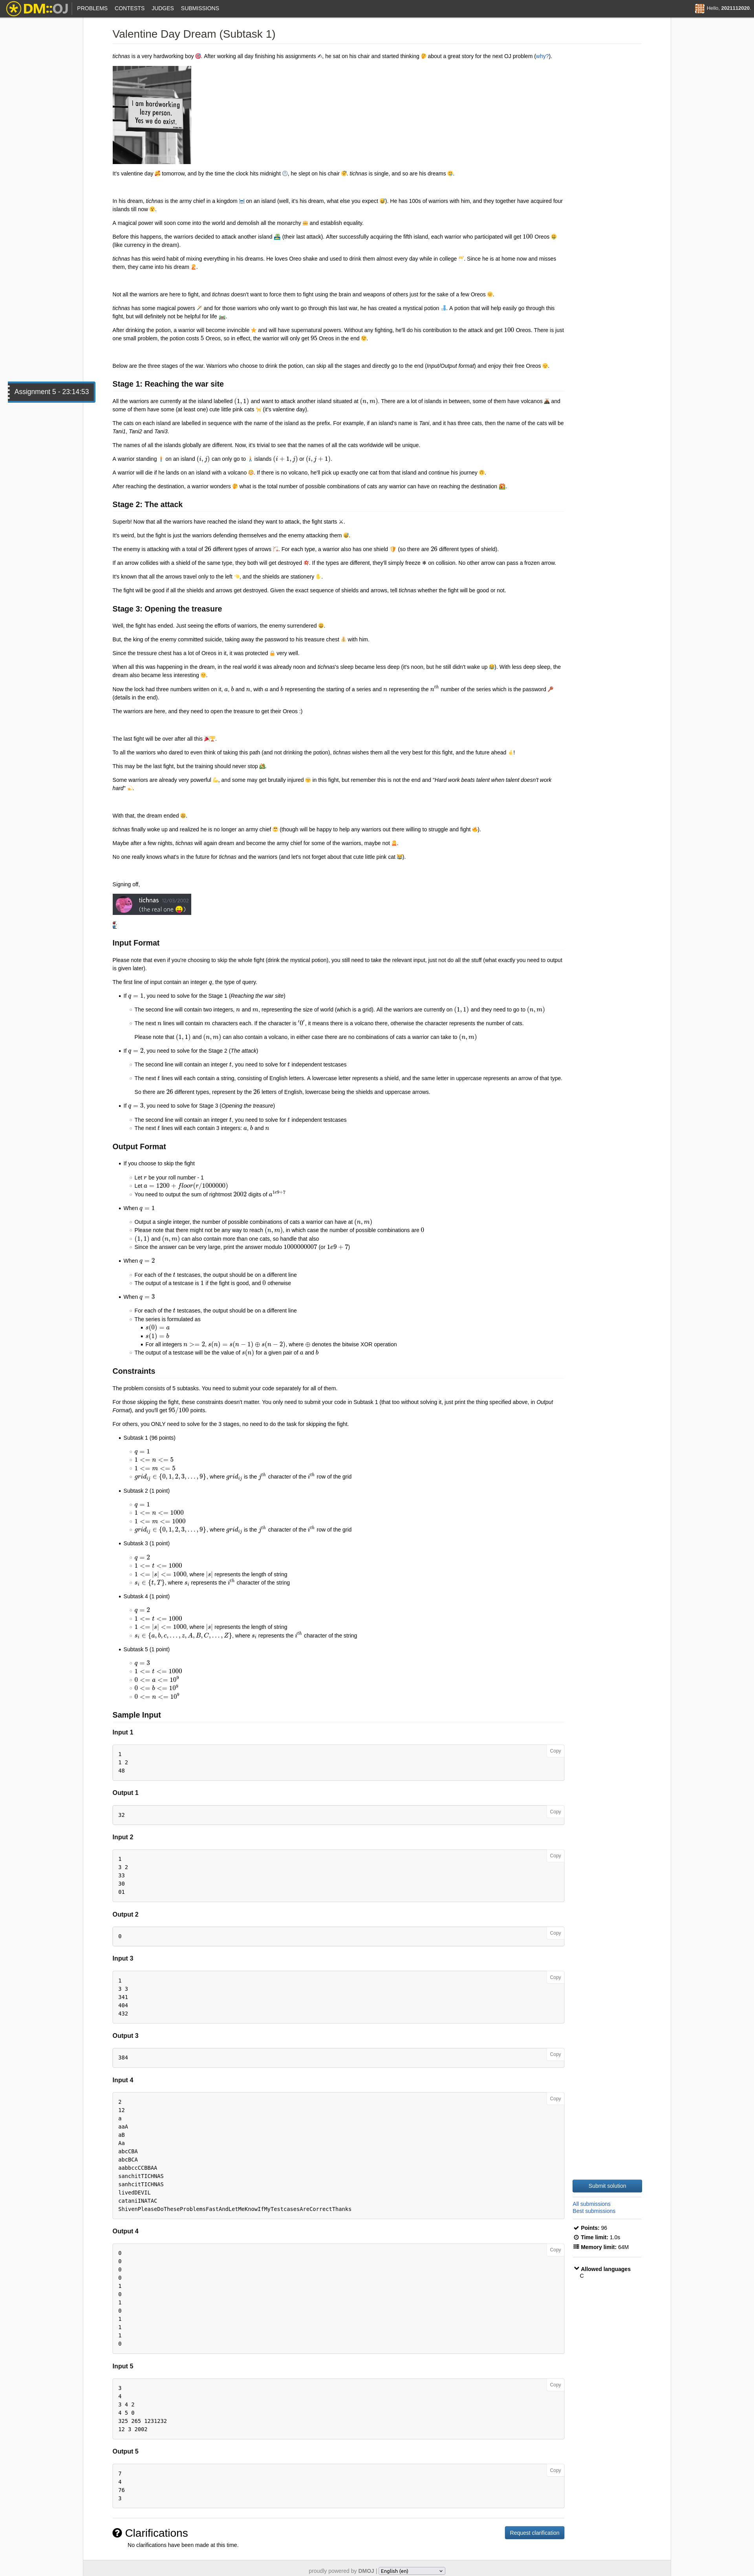 DM::OJ PROBLEMS CONTESTS JUDGES SUBMISSIONS Hello, 2021112026.
Valentine Day Dream (Subtask 1)
tichnas is a very hardworking boy 🎯. After working all day finishing his assignments ✍, he sat on his chair and started thinking 🤔 about a great story for the next OJ problem (why?).
I am hardworking
lazy person.
Yes we exist.
It's valentine day tomorrow, and by the time the clock hits midnight, he slept on his chair. tichnas is single, and so are his dreams.
In his dream, tichnas is the army chief in a kingdom on an island (well, it's his dream, what else you expect). He has 100s of warriors with him, and they together have acquired four
islands till now.
A magical power will soon come into the world and demolish all the monarchy and establish equality.
Before this happens, the warriors decided to attack another island (their last attack). After successfully acquiring the fifth island, each warrior who participated will get 100 Oreos
(like currency in the dream).
tichnas has this weird habit of mixing everything in his dreams. He loves Oreo shake and used to drink them almost every day while in college. Since he is at home now and misses
them, they came into his dream.
Not all the warriors are here to fight, and tichnas doesn't want to force them to fight using the brain and weapons of others just for the sake of a few Oreos.
tichnas has some magical powers and for those warriors who only want to go through this last war, he has created a mystical potion. A potion that will help easily go through this
fight, but will definitely not be helpful for life.
After drinking the potion, a warrior will become invincible and will have supernatural powers. Without any fighting, he'll do his contribution to the attack and get 100 Oreos. There is just
one small problem, the potion costs 5 Oreos, so in effect, the warrior will only get 95 Oreos in the end.
Below are the three stages of the war. Warriors who choose to drink the potion, can skip all the stages and directly go to the end (Input/Output format) and enjoy their free Oreos.
Assignment 5 - 23:14:53
Stage 1: Reaching the war site
All the warriors are currently at the island labelled (1, 1) and want to attack another island situated at (n, m). There are a lot of islands in between, some of them have volcanos and
some of them have some (at least one) cute little pink cats (it's valentine day).
The cats on each island are labelled in sequence with the name of the island as the prefix. For example, if an island's name is Tani, and it has three cats, then the name of the cats will be
Tani1, Tani2 and Tani3.
The names of all the islands globally are different. Now, it's trivial to see that the names of all the cats worldwide will be unique.
A warrior standing on an island (i, j) can only go to islands (i + 1, j) or (i, j + 1).
A warrior will die if he lands on an island with a volcano. If there is no volcano, he'll pick up exactly one cat from that island and continue his journey.
After reaching the destination, a warrior wonders what is the total number of possible combinations of cats any warrior can have on reaching the destination.
Stage 2: The attack
Superb! Now that all the warriors have reached the island they want to attack, the fight starts ⚔.
It's weird, but the fight is just the warriors defending themselves and the enemy attacking them.
The enemy is attacking with a total of 26 different types of arrows. For each type, a warrior also has one shield (so there are 26 different types of shield).
If an arrow collides with a shield of the same type, they both will get destroyed. If the types are different, they'll simply freeze ❄ on collision. No other arrow can pass a frozen arrow.
It's known that all the arrows travel only to the left, and the shields are stationery.
The fight will be good if all the shields and arrows get destroyed. Given the exact sequence of shields and arrows, tell tichnas whether the fight will be good or not.
Stage 3: Opening the treasure
Well, the fight has ended. Just seeing the efforts of warriors, the enemy surrendered.
But, the king of the enemy committed suicide, taking away the password to his treasure chest with him.
Since the tressure chest has a lot of Oreos in it, it was protected very well.
When all this was happening in the dream, in the real world it was already noon and tichnas's sleep became less deep (it's noon, but he still didn't wake up). With less deep sleep, the
dream also became less interesting.
Now the lock had three numbers written on it, a, b and n, with a and b representing the starting of a series and n representing the nth number of the series which is the password
(details in the end).
The warriors are here, and they need to open the treasure to get their Oreos :)
The last fight will be over after all this.
To all the warriors who dared to even think of taking this path (and not drinking the potion), tichnas wishes them all the very best for this fight, and the future ahead!
This may be the last fight, but the training should never stop.
Some warriors are already very powerful, and some may get brutally injured in this fight, but remember this is not the end and "Hard work beats talent when talent doesn't work
hard".
With that, the dream ended.
tichnas finally woke up and realized he is no longer an army chief (though will be happy to help any warriors out there willing to struggle and fight).
Maybe after a few nights, tichnas will again dream and become the army chief for some of the warriors, maybe not.
No one really knows what's in the future for tichnas and the warriors (and let's not forget about that cute little pink cat).
Signing off,
tichnas
(the real one)
Input Format
Please note that even if you're choosing to skip the whole fight (drink the mystical potion), you still need to take the relevant input, just not do all the stuff (what exactly you need to output
is given later).
The first line of input contain an integer q, the type of query.
If q = 1, you need to solve for the Stage 1 (Reaching the war site)
The second line will contain two integers, n and m, representing the size of world (which is a grid). All the warriors are currently on (1, 1) and they need to go to (n, m)
The next n lines will contain m characters each. If the character is '0', it means there is a volcano there, otherwise the character represents the number of cats.
Please note that (1, 1) and (n, m) can also contain a volcano, in either case there are no combinations of cats a warrior can take to (n, m)
If q = 2, you need to solve for the Stage 2 (The attack)
The second line will contain an integer t, you need to solve for t independent testcases
The next t lines will each contain a string, consisting of English letters. A lowercase letter represents a shield, and the same letter in uppercase represents an arrow of that type.
So there are 26 different types, represent by the 26 letters of English, lowercase being the shields and uppercase arrows.
If q = 3, you need to solve for Stage 3 (Opening the treasure)
The second line will contain an integer t, you need to solve for t independent testcases
The next t lines will each contain 3 integers: a, b and n
Output Format
If you choose to skip the fight
Let r be your roll number - 1
Let a = 1200 + floor(r/1000000)
You need to output the sum of rightmost 2002 digits of a^1e9+7
When q = 1
Output a single integer, the number of possible combinations of cats a warrior can have at (n, m)
Please note that there might not be any way to reach (n, m), in which case the number of possible combinations are 0
(1, 1) and (n, m) can also contain more than one cats, so handle that also
Since the answer can be very large, print the answer modulo 1000000007 (or 1e9 + 7)
When q = 2
For each of the t testcases, the output should be on a different line
The output of a testcase is 1 if the fight is good, and 0 otherwise
When q = 3
For each of the t testcases, the output should be on a different line
The series is formulated as
s(0) = a
s(1) = b
For all integers n >= 2, s(n) = s(n − 1) ⊕ s(n − 2), where ⊕ denotes the bitwise XOR operation
The output of a testcase will be the value of s(n) for a given pair of a and b
Constraints
The problem consists of 5 subtasks. You need to submit your code separately for all of them.
For those skipping the fight, these constraints doesn't matter. You only need to submit your code in Subtask 1 (that too without solving it, just print the thing specified above, in Output
Format), and you'll get 95/100 points.
For others, you ONLY need to solve for the 3 stages, no need to do the task for skipping the fight.
Subtask 1 (96 points)
q = 1
1 <= n <= 5
1 <= m <= 5
grid_ij ∈ {0, 1, 2, 3, . . . , 9}, where grid_ij is the jth character of the ith row of the grid
Subtask 2 (1 point)
q = 1
1 <= n <= 1000
1 <= m <= 1000
grid_ij ∈ {0, 1, 2, 3, . . . , 9}, where grid_ij is the jth character of the ith row of the grid
Subtask 3 (1 point)
q = 2
1 <= t <= 1000
1 <= |s| <= 1000, where |s| represents the length of string
s_i ∈ {t, T}, where s_i represents the ith character of the string
Subtask 4 (1 point)
q = 2
1 <= t <= 1000
1 <= |s| <= 1000, where |s| represents the length of string
s_i ∈ {a, b, c, . . . , z, A, B, C, . . . , Z}, where s_i represents the ith character of the string
Subtask 5 (1 point)
q = 3
1 <= t <= 1000
0 <= a <= 10^9
0 <= b <= 10^9
0 <= n <= 10^9
Sample Input
Input 1
Copy
1
1 2
48
Output 1
Copy
32
Input 2
Copy
1
3 2
33
30
01
Output 2
Copy
0
Input 3
Copy
1
3 3
341
404
432
Output 3
Copy
384
Input 4
Copy
2
12
a
aaA
aB
Aa
abcCBA
abcBCA
aabbccCCBBAA
sanchitTICHNAS
sanhcitTICHNAS
livedDEVIL
cataniINATAC
ShivenPleaseDoTheseProblemsFastAndLetMeKnowIfMyTestcasesAreCorrectThanks
Submit solution
All submissions
Best submissions
Points: 96
Time limit: 1.0s
Memory limit: 64M
Allowed languages
C
Output 4
Copy
0
0
0
0
1
0
1
0
1
1
1
0
Input 5
Copy
3
4
3 4 2
4 5 0
325 265 1231232
12 3 2002
Output 5
Copy
7
4
76
3
Clarifications
Request clarification
No clarifications have been made at this time.
proudly powered by DMOJ | English (en)